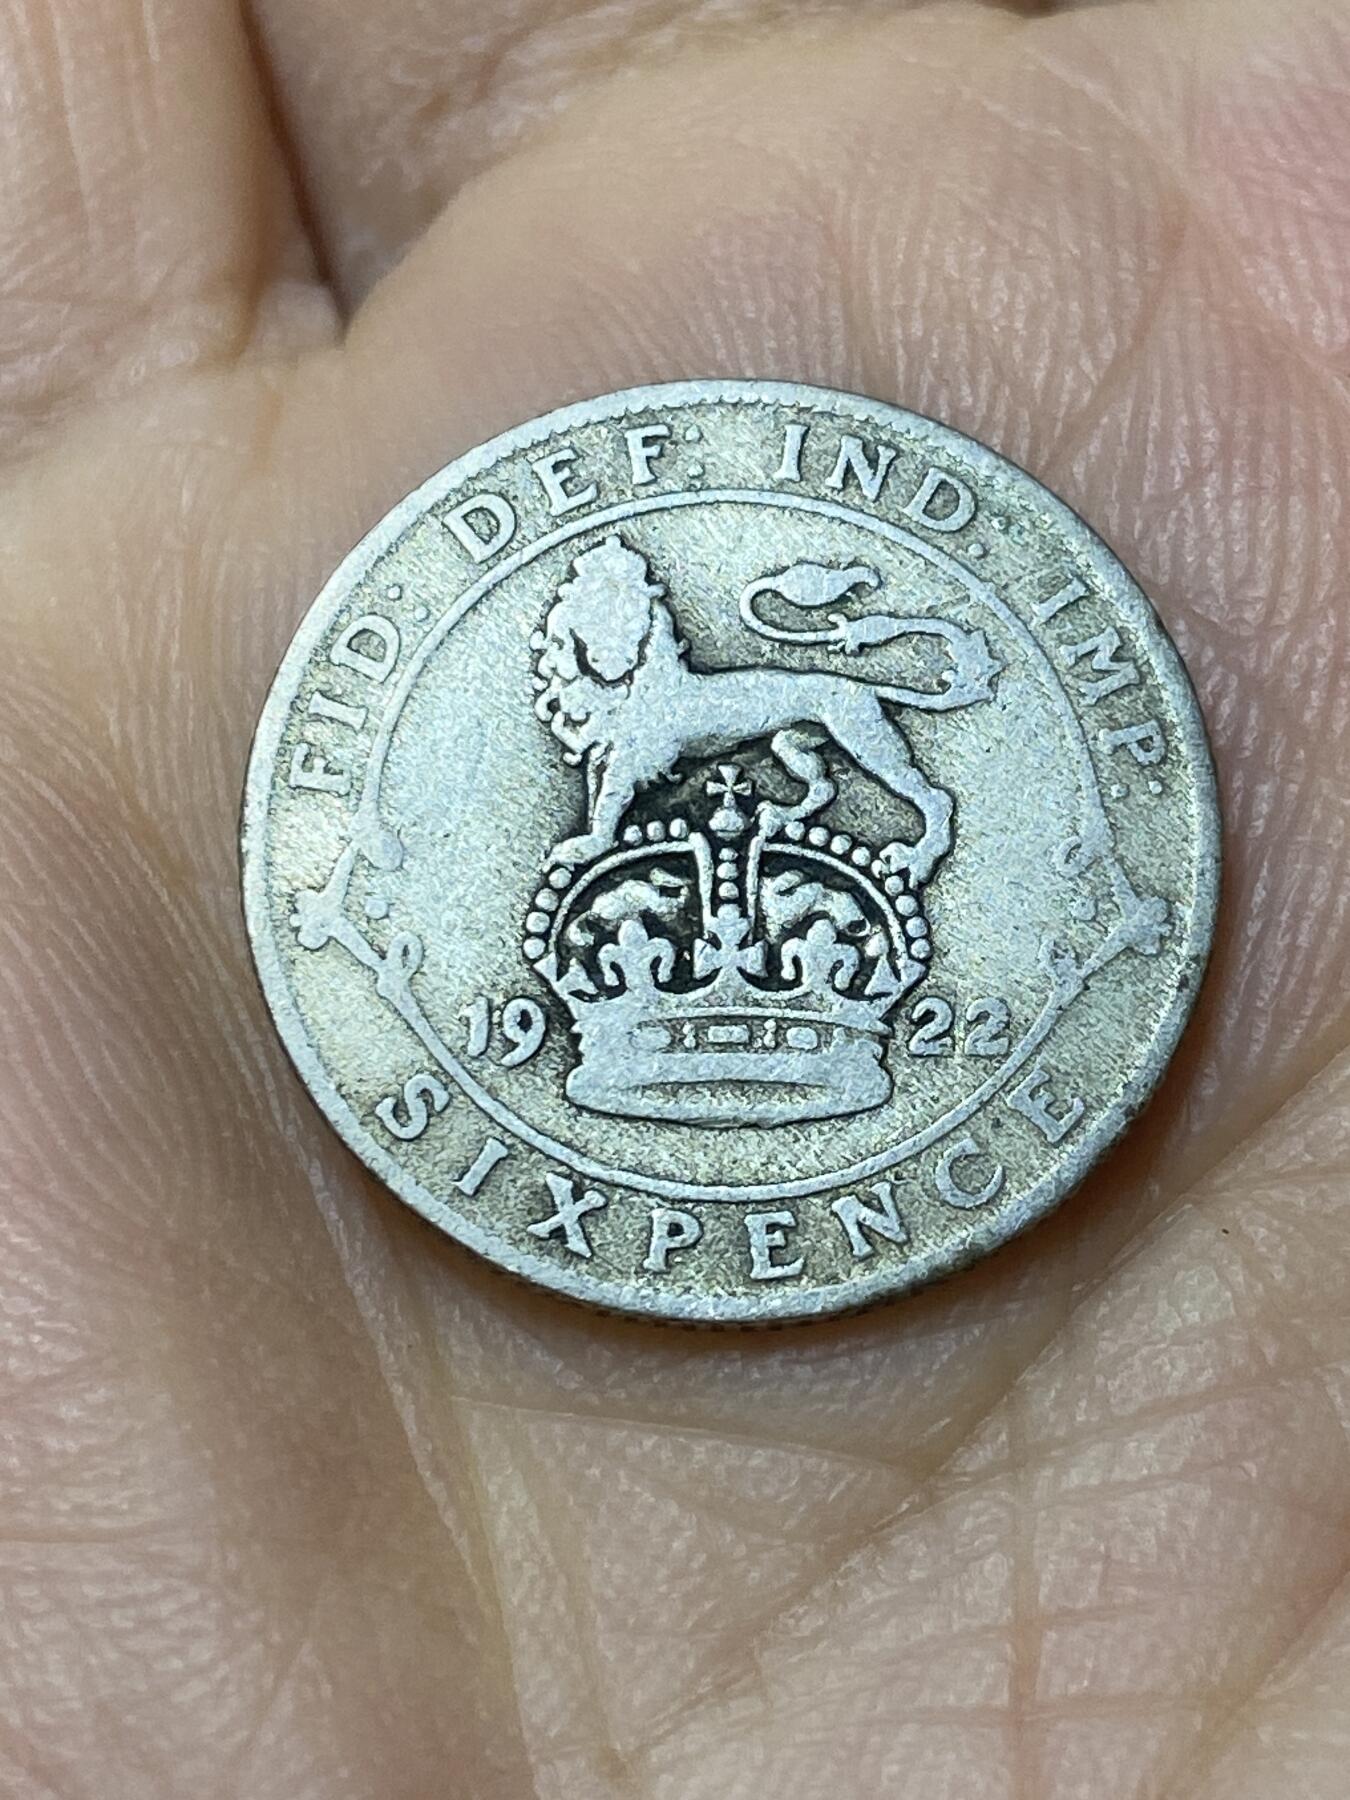 FID: DEF: IND: IMP:
19 22
SIXPENCE